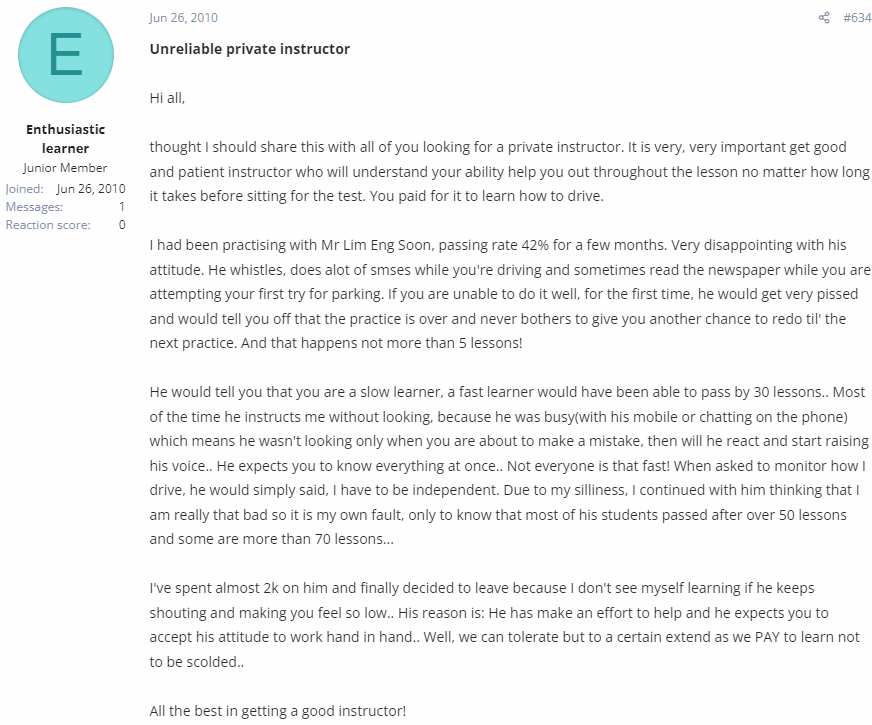 E
Enthusiastic
learner
Junior Member
Joined: Jun 26, 2010
Messages: 1
Reaction score: 0
Jun 26, 2010 #634
Unreliable private instructor
Hi all,
thought I should share this with all of you looking for a private instructor. It is very, very important get good
and patient instructor who will understand your ability help you out throughout the lesson no matter how long
it takes before sitting for the test. You paid for it to learn how to drive.
I had been practising with Mr Lim Eng Soon, passing rate 42% for a few months. Very disappointing with his
attitude. He whistles, does alot of smses while you're driving and sometimes read the newspaper while you are
attempting your first try for parking. If you are unable to do it well, for the first time, he would get very pissed
and would tell you off that the practice is over and never bothers to give you another chance to redo til' the
next practice. And that happens not more than 5 lessons!
He would tell you that you are a slow learner, a fast learner would have been able to pass by 30 lessons.. Most
of the time he instructs me without looking, because he was busy(with his mobile or chatting on the phone)
which means he wasn't looking only when you are about to make a mistake, then will he react and start raising
his voice.. He expects you to know everything at once.. Not everyone is that fast! When asked to monitor how I
drive, he would simply said, I have to be independent. Due to my silliness, I continued with him thinking that I
am really that bad so it is my own fault, only to know that most of his students passed after over 50 lessons
and some are more than 70 lessons...
I've spent almost 2k on him and finally decided to leave because I don't see myself learning if he keeps
shouting and making you feel so low.. His reason is: He has make an effort to help and he expects you to
accept his attitude to work hand in hand.. Well, we can tolerate but to a certain extend as we PAY to learn not
to be scolded..
All the best in getting a good instructor!